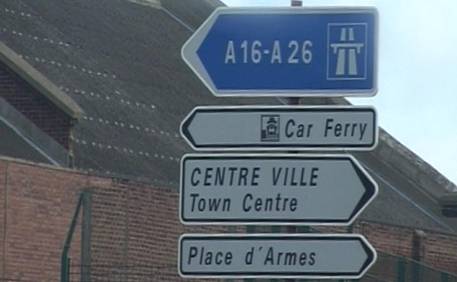 A16-A26
Car Ferry
CENTRE VILLE
Town Centre
Place d´Armes